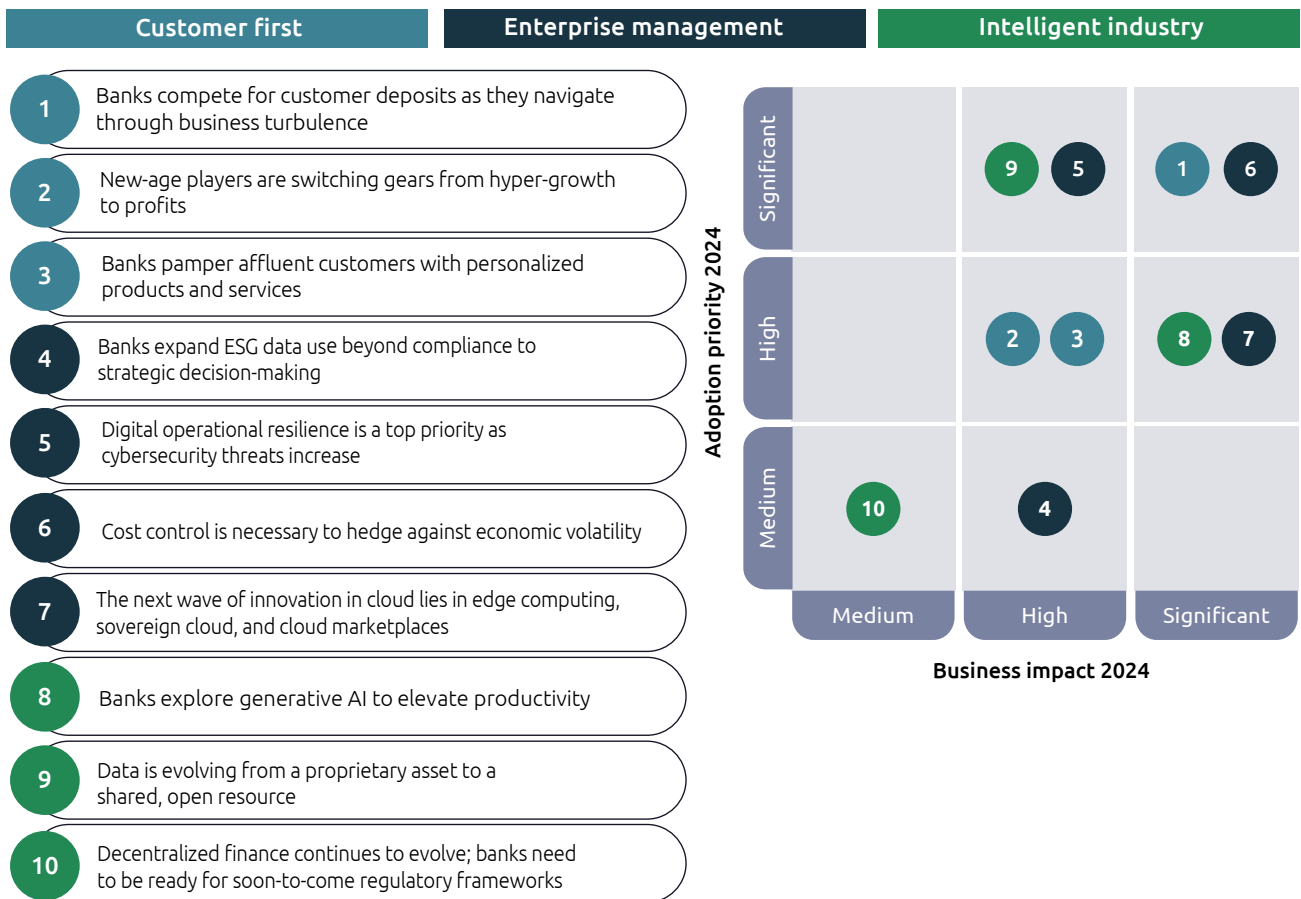 Customer first
Enterprise management
Intelligent industry
1
Banks compete for customer deposits as they navigate
through business turbulence
2
New-age players are switching gears from hyper-growth
to profits
3
Banks pamper affluent customers with personalized
products and services
4
Banks expand ESG data use beyond compliance to
strategic decision-making
5
Digital operational resilience is a top priority as
cybersecurity threats increase
6
Cost control is necessary to hedge against economic volatility
7
The next wave of innovation in cloud lies in edge computing,
sovereign cloud, and cloud marketplaces
8
Banks explore generative AI to elevate productivity
9
Data is evolving from a proprietary asset to a
shared, open resource
10
Decentralized finance continues to evolve; banks need
to be ready for soon-to-come regulatory frameworks
Adoption priority 2024
Significant
9 5 1 6
High
2 3 8 7
Medium
10 4
Medium High Significant
Business impact 2024